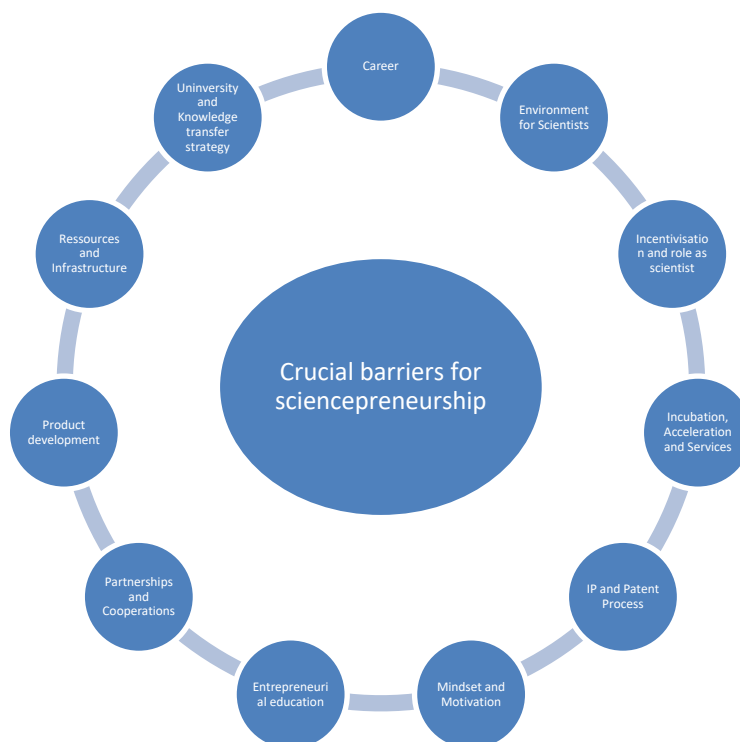 Career
Environment
for Scientists
Incentivisatio
n and role as
scientist
Incubation,
Acceleration
and Services
IP and Patent
Process
Mindset and
Motivation
Entrepreneuri
al education
Partnerships
and
Cooperations
Product
development
Ressources
and
Infrastructure
Uninversity
and
Knowledge
transfer
strategy
Crucial barriers for
sciencepreneurship